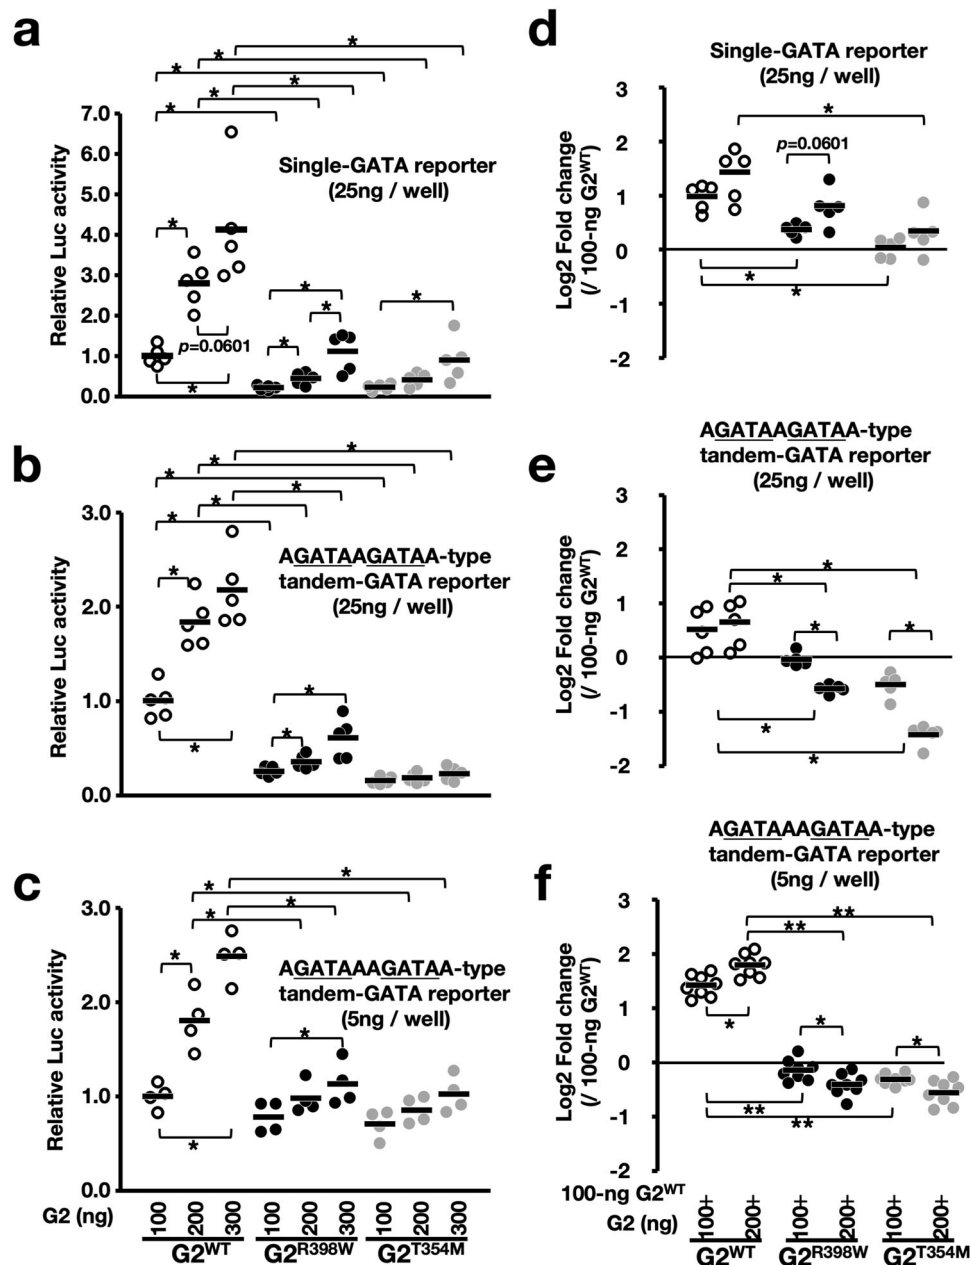 a
*
*
*
*
*
*
7.0
6.0
5.0
4.0
3.0
2.0
1.0
0.0
Relative Luc activity
Single-GATA reporter
(25ng / well)
*
p=0.0601
*
*
*
*
*
b
*
*
*
*
*
*
3.0
2.0
1.0
0.0
Relative Luc activity
AGATAAGATAA-type
tandem-GATA reporter
(25ng / well)
*
*
*
*
c
*
*
*
*
3.0
2.0
1.0
0.0
Relative Luc activity
AGATAAAGATAA-type
tandem-GATA reporter
(5ng / well)
*
*
*
G2 (ng)
100
200
300
100
200
300
100
200
300
G2WT
G2R398W
G2T354M
d
Single-GATA reporter
(25ng / well)
3
2
1
0
-1
-2
Log2 Fold change
(/ 100-ng G2WT)
*
p=0.0601
*
*
e
AGATAAGATAA-type
tandem-GATA reporter
(25ng / well)
3
2
1
0
-1
-2
Log2 Fold change
(/ 100-ng G2WT)
*
*
*
*
*
*
f
AGATAAAGATAA-type
tandem-GATA reporter
(5ng / well)
3
2
1
0
-1
-2
Log2 Fold change
(/ 100-ng G2WT)
**
**
*
*
*
**
**
100-ng G2WT
+ + + + + +
G2 (ng)
100
200
100
200
100
200
G2WT
G2R398W
G2T354M